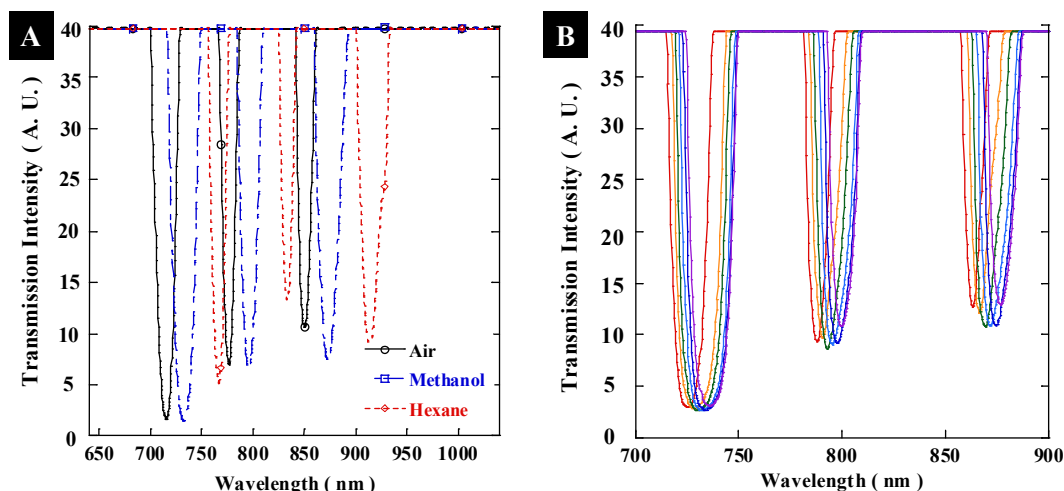 A
Transmission Intensity ( A. U. )
40
35
30
25
20
15
10
5
0
Air
Methanol
Hexane
650 700 750 800 850 900 950 1000
Wavelength ( nm )
B
Transmission Intensity ( A. U. )
40
35
30
25
20
15
10
5
0
700 750 800 850 900
Wavelength ( nm )